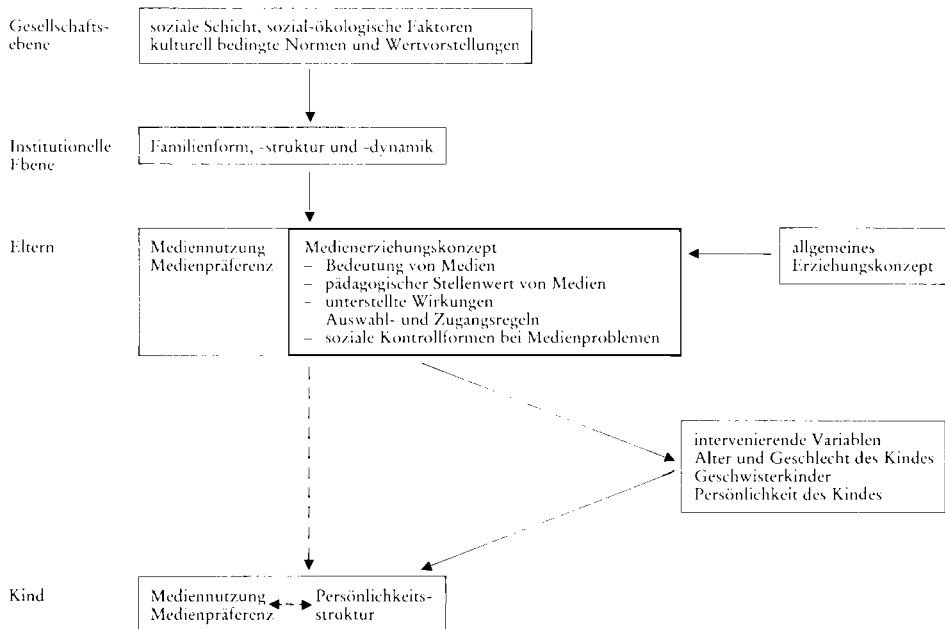 Gesellschafts-
ebene
soziale Schicht, sozial-ökologische Faktoren
kulturell bedingte Normen und Wertvorstellungen
Institutionelle
Ebene
Familienform, -struktur und -dynamik
Eltern
Mediennutzung
Medienpräferenz
Medienerziehungskonzept
– Bedeutung von Medien
– pädagogischer Stellenwert von Medien
– unterstellte Wirkungen
Auswahl- und Zugangsregeln
– soziale Kontrollformen bei Medienproblemen
allgemeines
Erziehungskonzept
intervenierende Variablen
Alter und Geschlecht des Kindes
Geschwisterkinder
Persönlichkeit des Kindes
Kind
Mediennutzung
Medienpräferenz
Persönlichkeits-
struktur